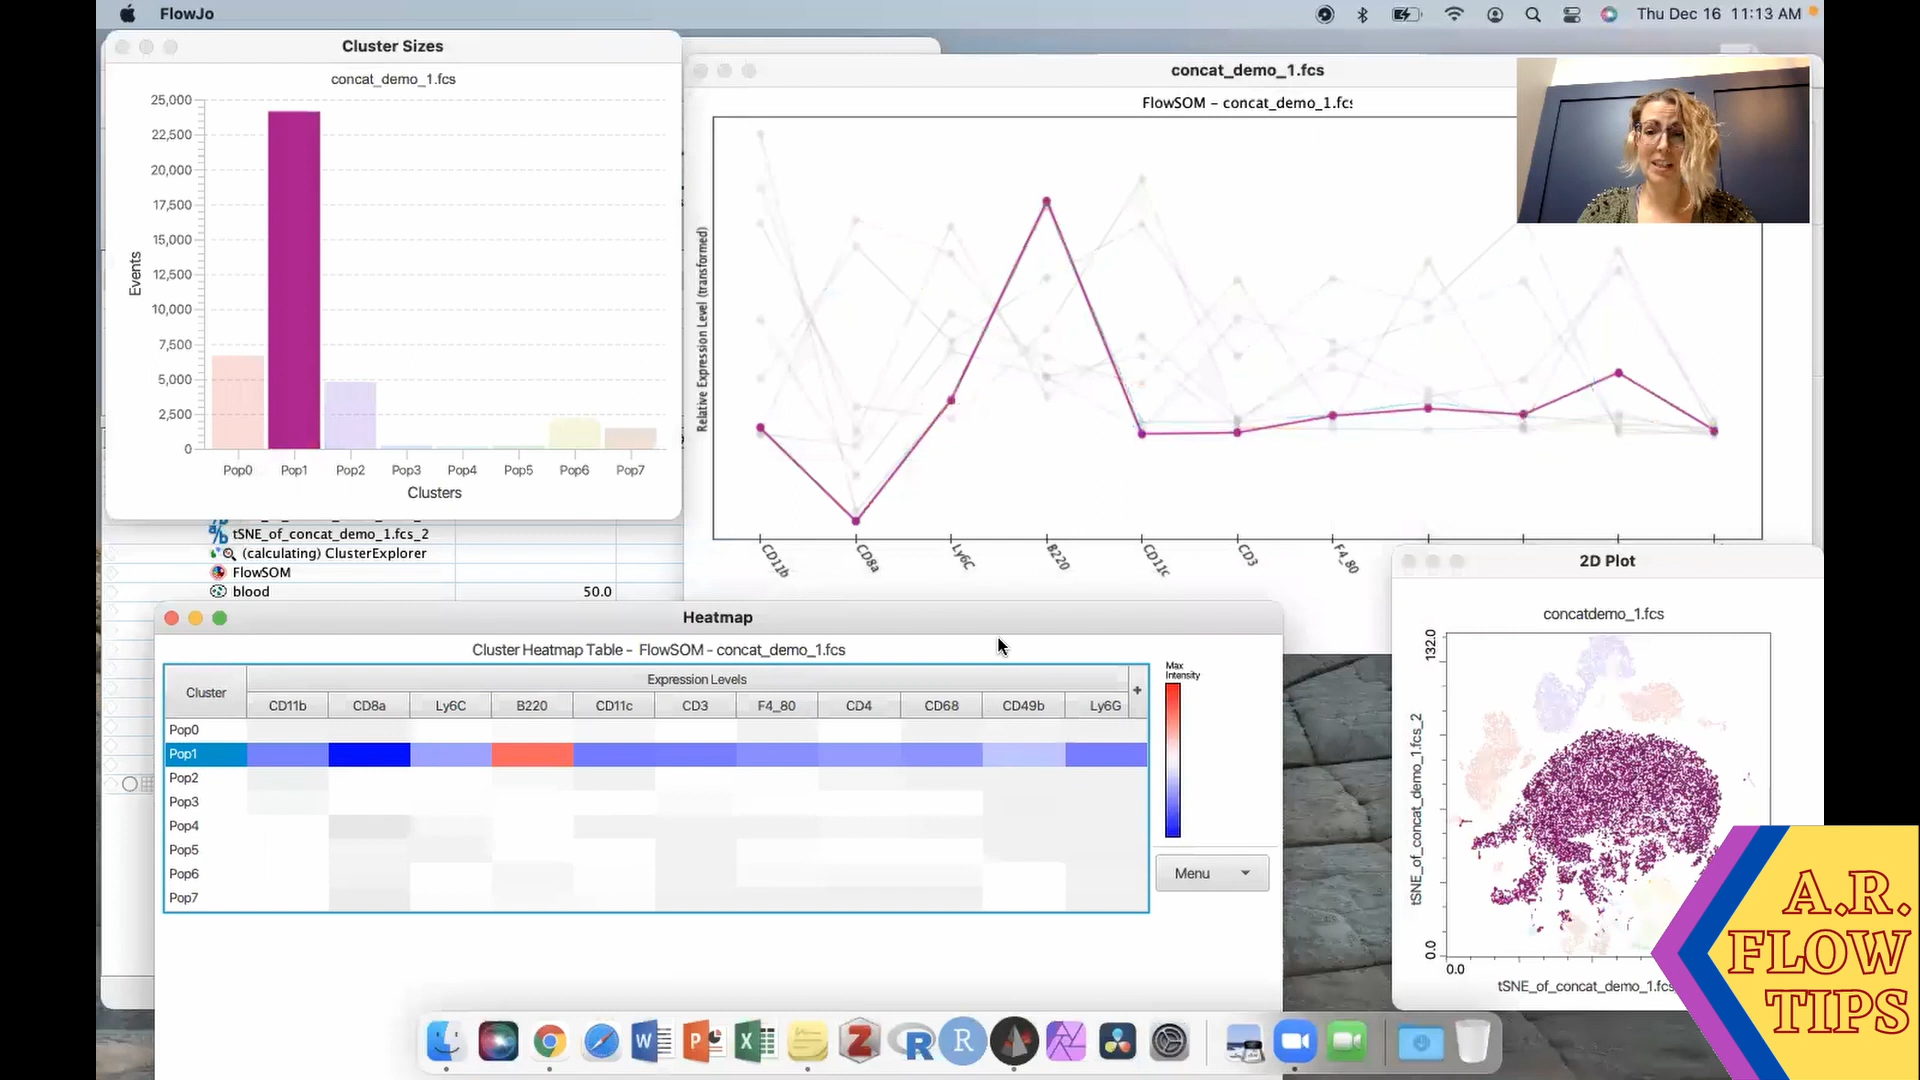 FlowJo
Thu Dec 16 11:13 AM
Cluster Sizes
concat_demo_1.fcs
25,000
22,500
20,000
17,500
15,000
12,500
10,000
7,500
5,000
2,500
0
Events
Pop0 Pop1 Pop2 Pop3 Pop4 Pop5 Pop6 Pop7
Clusters
concat_demo_1.fcs
FlowSOM - concat_demo_1.fcs
Relative Expression Level (transformed)
CD11b CD8a Ly6C B220 CD11c CD3 F4_80
tSNE_of_concat_demo_1.fcs_2
(calculating) ClusterExplorer
FlowSOM
blood 50.0
Heatmap
Cluster Heatmap Table - FlowSOM - concat_demo_1.fcs
Cluster
Expression Levels
+
CD11b CD8a Ly6C B220 CD11c CD3 F4_80 CD4 CD68 CD49b Ly6G
Pop0
Pop1
Pop2
Pop3
Pop4
Pop5
Pop6
Pop7
Max
Intensity
Menu
2D Plot
concatdemo_1.fcs
132.0
tSNE_of_concat_demo_1.fcs_2
0.0
0.0
tSNE_of_concat_demo_1.fcs
A.R.
FLOW
TIPS